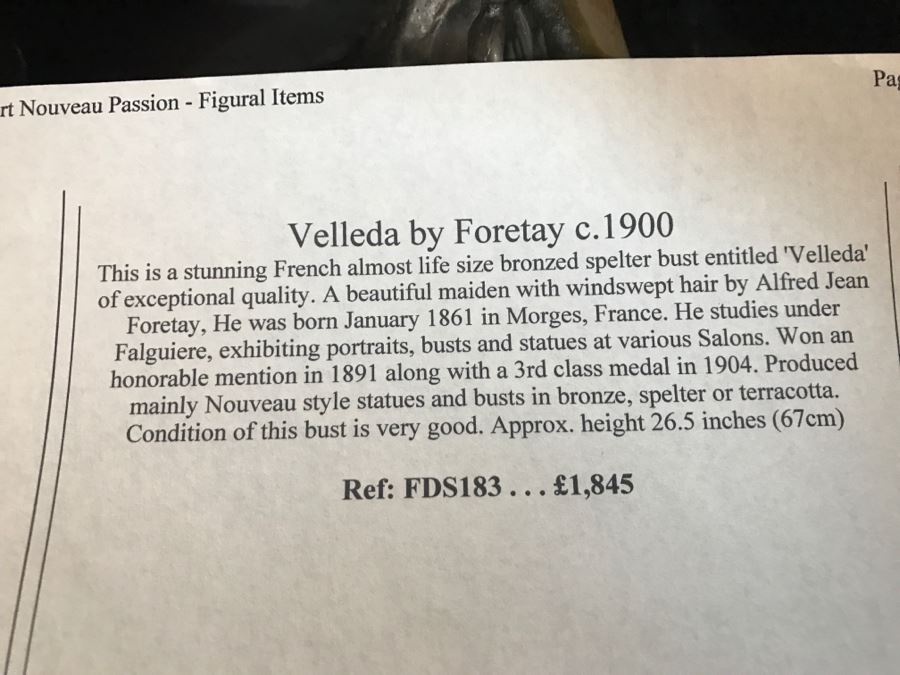 rt Nouveau Passion - Figural Items
Pag
Velleda by Foretay c.1900
This is a stunning French almost life size bronzed spelter bust entitled 'Velleda'
of exceptional quality. A beautiful maiden with windswept hair by Alfred Jean
Foretay, He was born January 1861 in Morges, France. He studies under
Falguiere, exhibiting portraits, busts and statues at various Salons. Won an
honorable mention in 1891 along with a 3rd class medal in 1904. Produced
mainly Nouveau style statues and busts in bronze, spelter or terracotta.
Condition of this bust is very good. Approx. height 26.5 inches (67cm)
Ref: FDS183 . . . £1,845